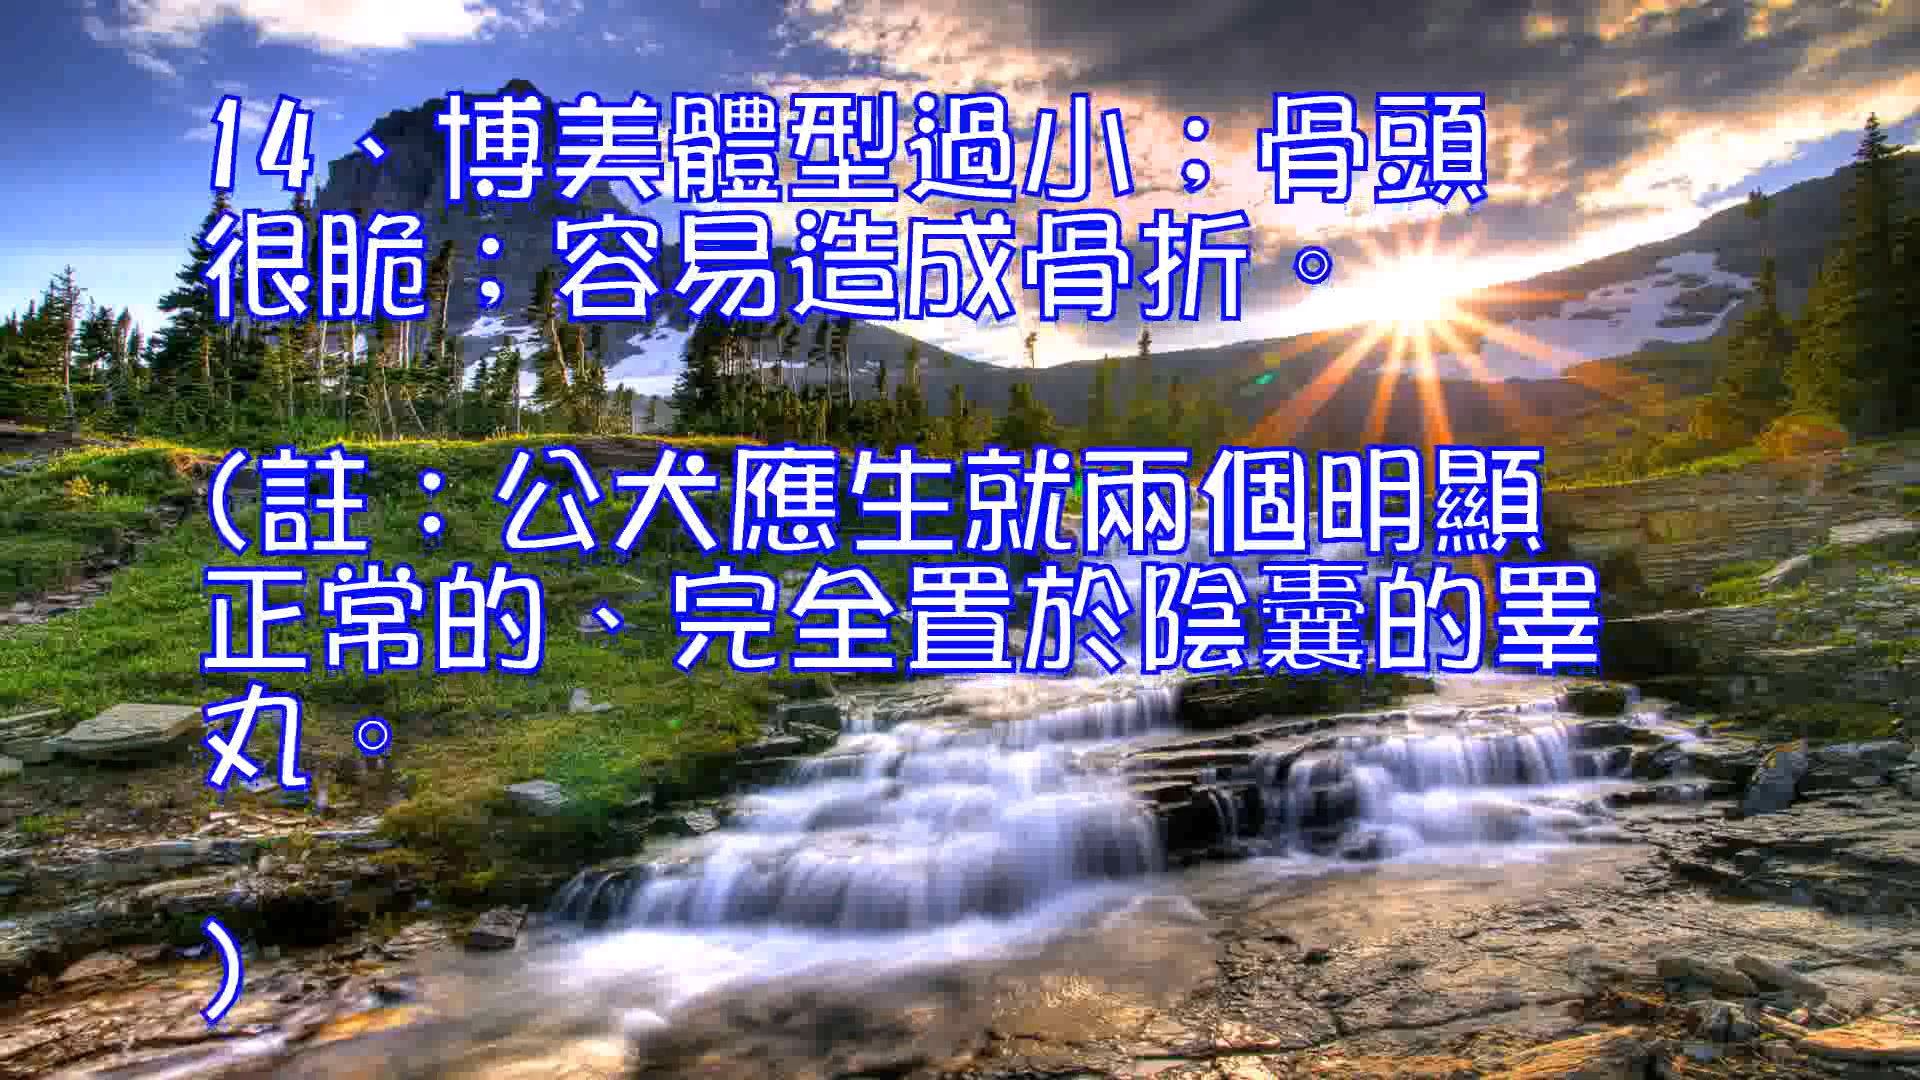 14、博美體型過小；骨頭
很脆；容易造成骨折。
(註：公犬應生就兩個明顯
正常的、完全置於陰囊的睪
丸。
)